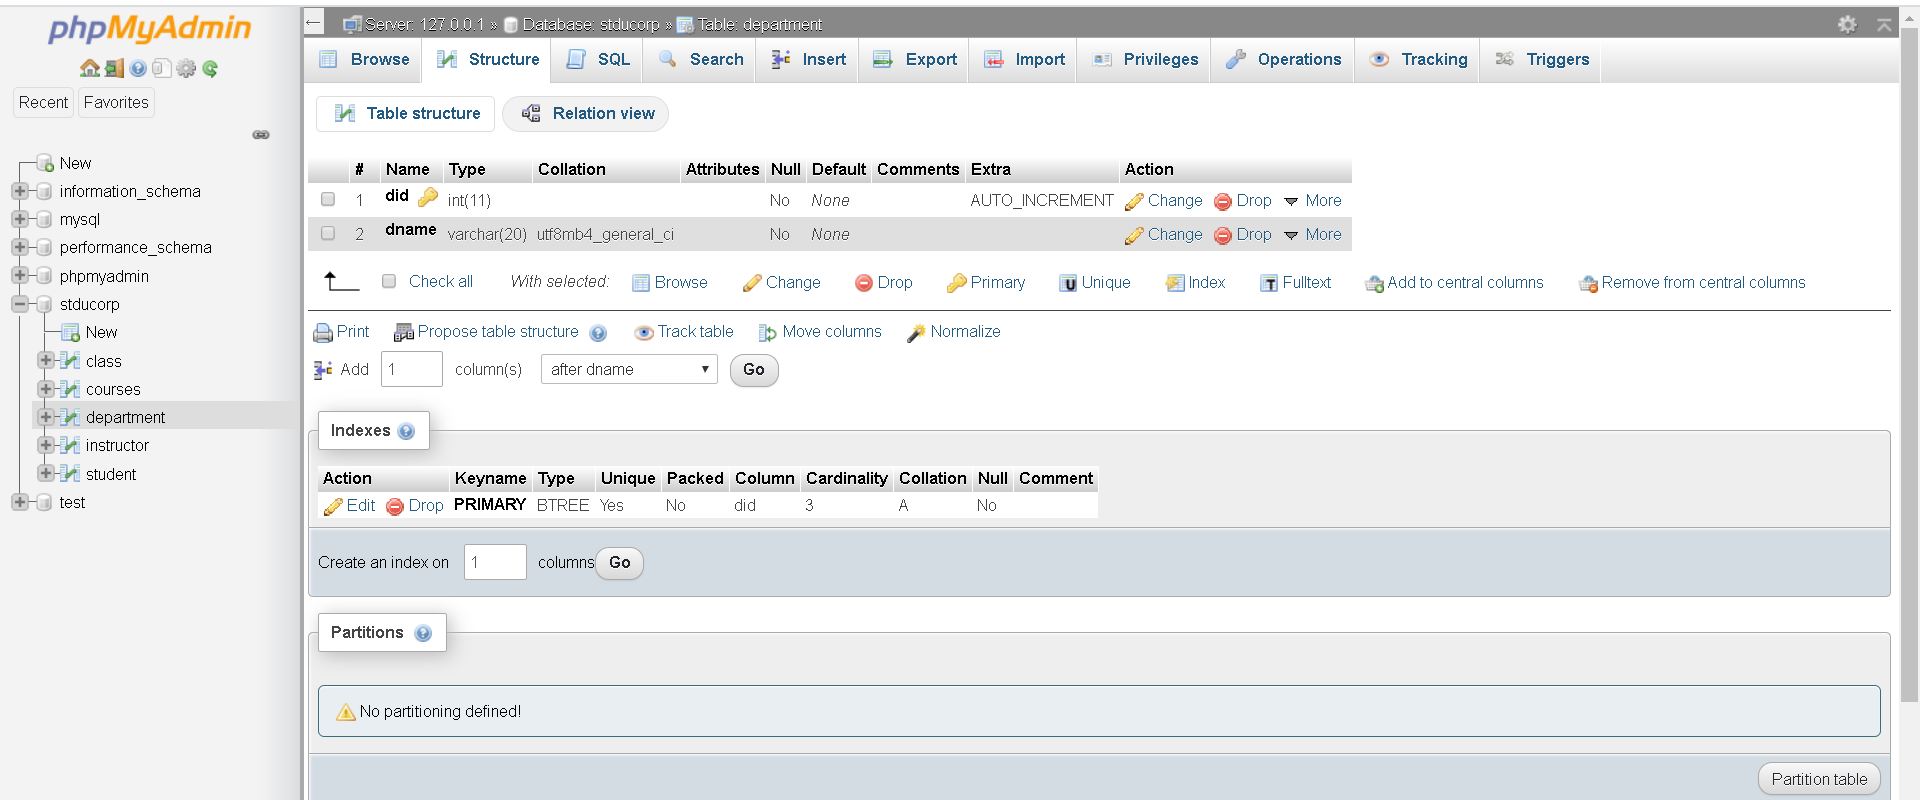 phpMyAdmin
Recent Favorites
New
information_schema
mysql
performance_schema
phpmyadmin
stducorp
New
class
courses
department
instructor
student
test
Server: 127.0.0.1 » Database: stducorp » Table: department
Browse Structure SQL Search Insert Export Import Privileges Operations Tracking Triggers
Table structure Relation view
# Name Type Collation Attributes Null Default Comments Extra Action
1 did int(11) No None AUTO_INCREMENT Change Drop More
2 dname varchar(20) utf8mb4_general_ci No None Change Drop More
Check all With selected: Browse Change Drop Primary U Unique Index T Fulltext Add to central columns Remove from central columns
Print Propose table structure Track table Move columns Normalize
Add 1 column(s) after dname Go
Indexes
Action Keyname Type Unique Packed Column Cardinality Collation Null Comment
Edit Drop PRIMARY BTREE Yes No did 3 A No
Create an index on 1 columns Go
Partitions
No partitioning defined!
Partition table